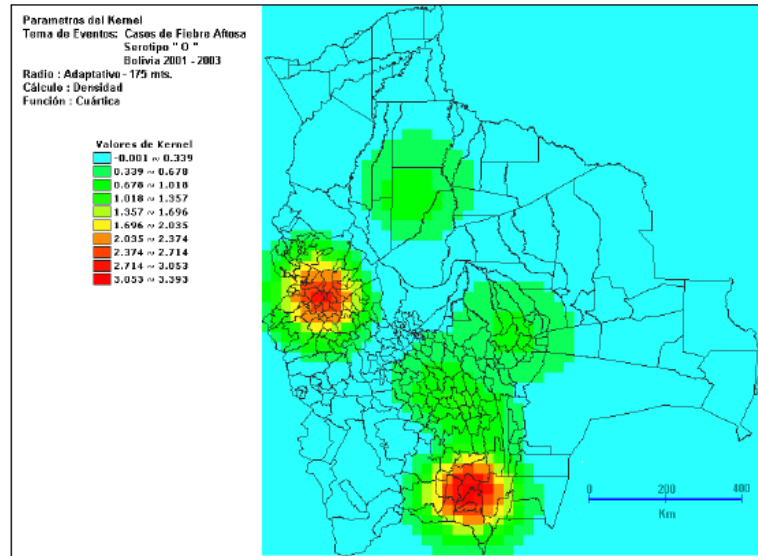 Parametros del Kernel
Tema de Eventos: Casos de Fiebre Aftosa
Serotipo " O "
Bolivia 2001 - 2003
Radio : Adaptativo - 175 mts.
Cálculo : Densidad
Función : Cuártica
Valores de Kernel
-0.001 ~ 0.339
0.339 ~ 0.678
0.678 ~ 1.018
1.018 ~ 1.357
1.357 ~ 1.696
1.696 ~ 2.035
2.035 ~ 2.374
2.374 ~ 2.714
2.714 ~ 3.053
3.053 ~ 3.393
0 200 400
Km